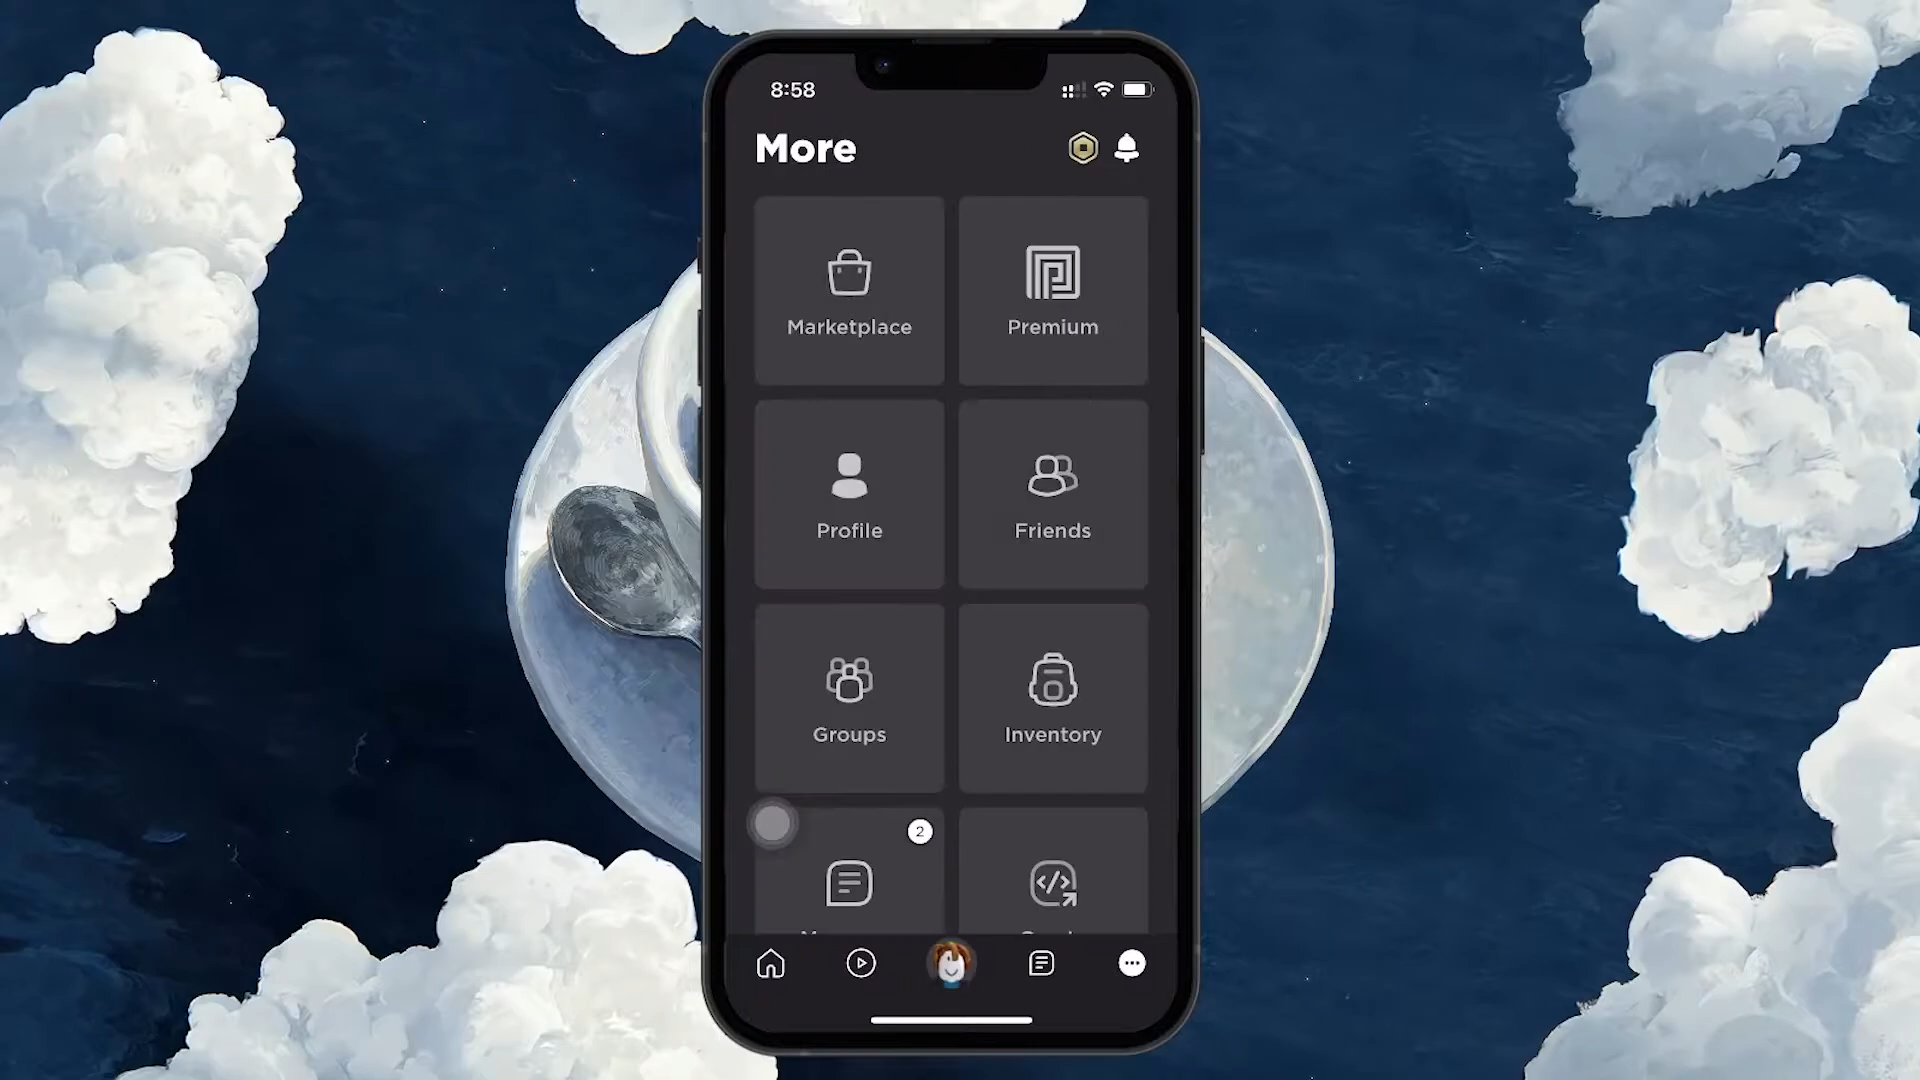 8:58
More
Marketplace
Premium
Profile
Friends
Groups
Inventory
2